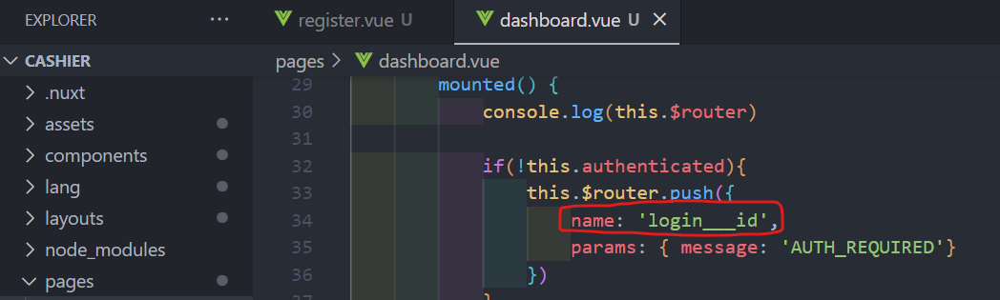 EXPLORER ...
register.vue U
dashboard.vue U ×
CASHIER
.nuxt
assets
components
lang
layouts
node_modules
pages
pages > dashboard.vue
29 mounted() {
30 console.log(this.$router)
31
32 if(!this.authenticated){
33 this.$router.push({
34 name: 'login___id',
35 params: { message: 'AUTH_REQUIRED'}
36 })
37 }